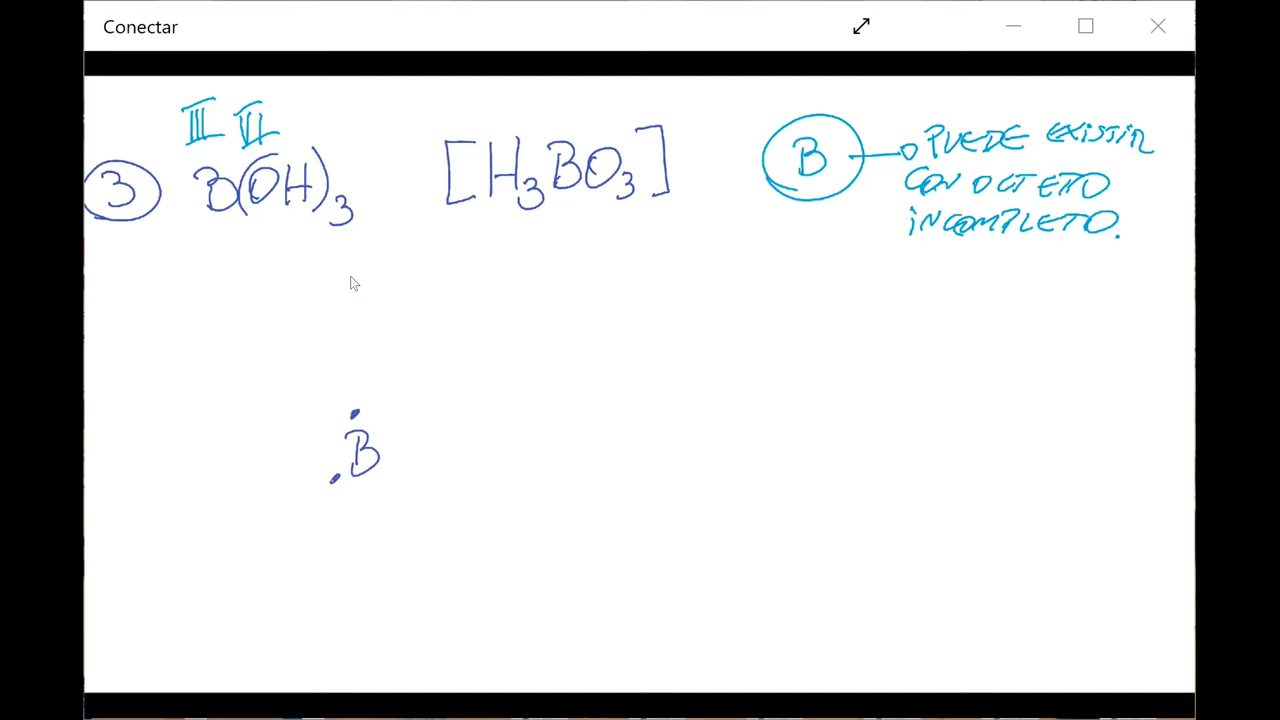 Conectar
III VI
3 B(OH)3 [H3BO3]
B PUEDE EXISTIR
CON OCTETO
INCOMPLETO.
B